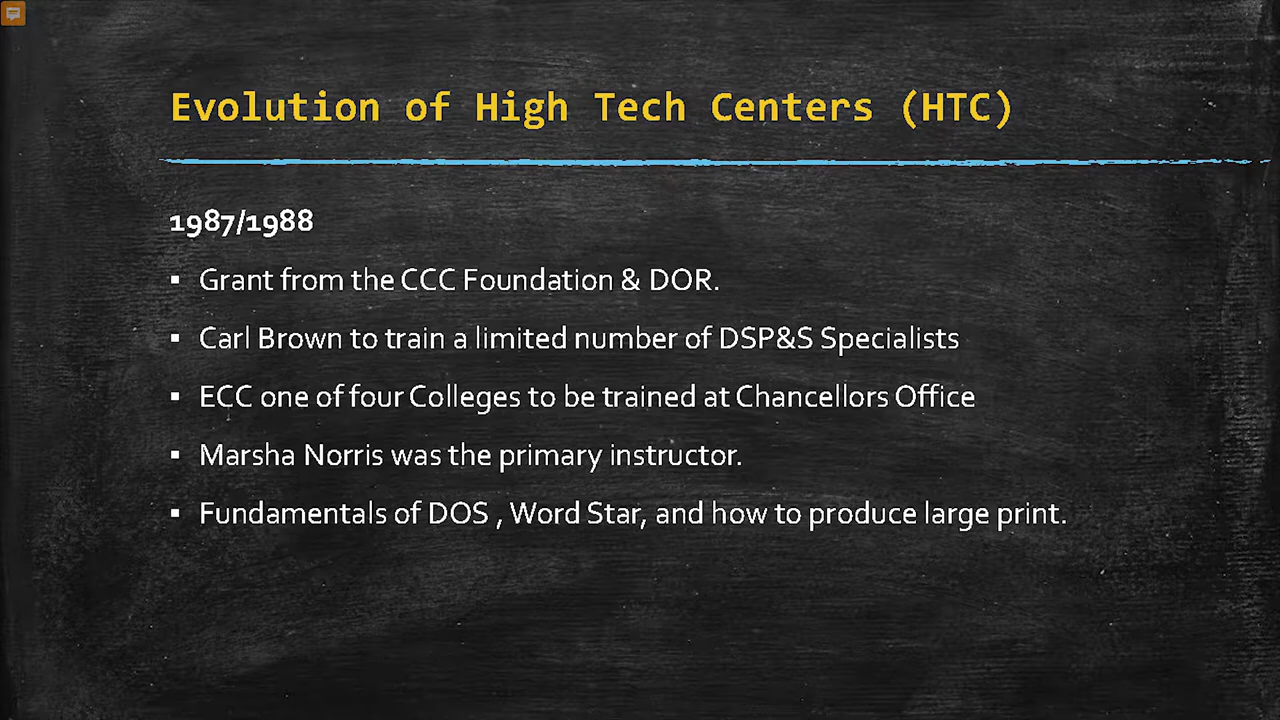 Evolution of High Tech Centers (HTC)
1987/1988
▪ Grant from the CCC Foundation & DOR.
▪ Carl Brown to train a limited number of DSP&S Specialists
▪ ECC one of four Colleges to be trained at Chancellors Office
▪ Marsha Norris was the primary instructor.
▪ Fundamentals of DOS , Word Star, and how to produce large print.